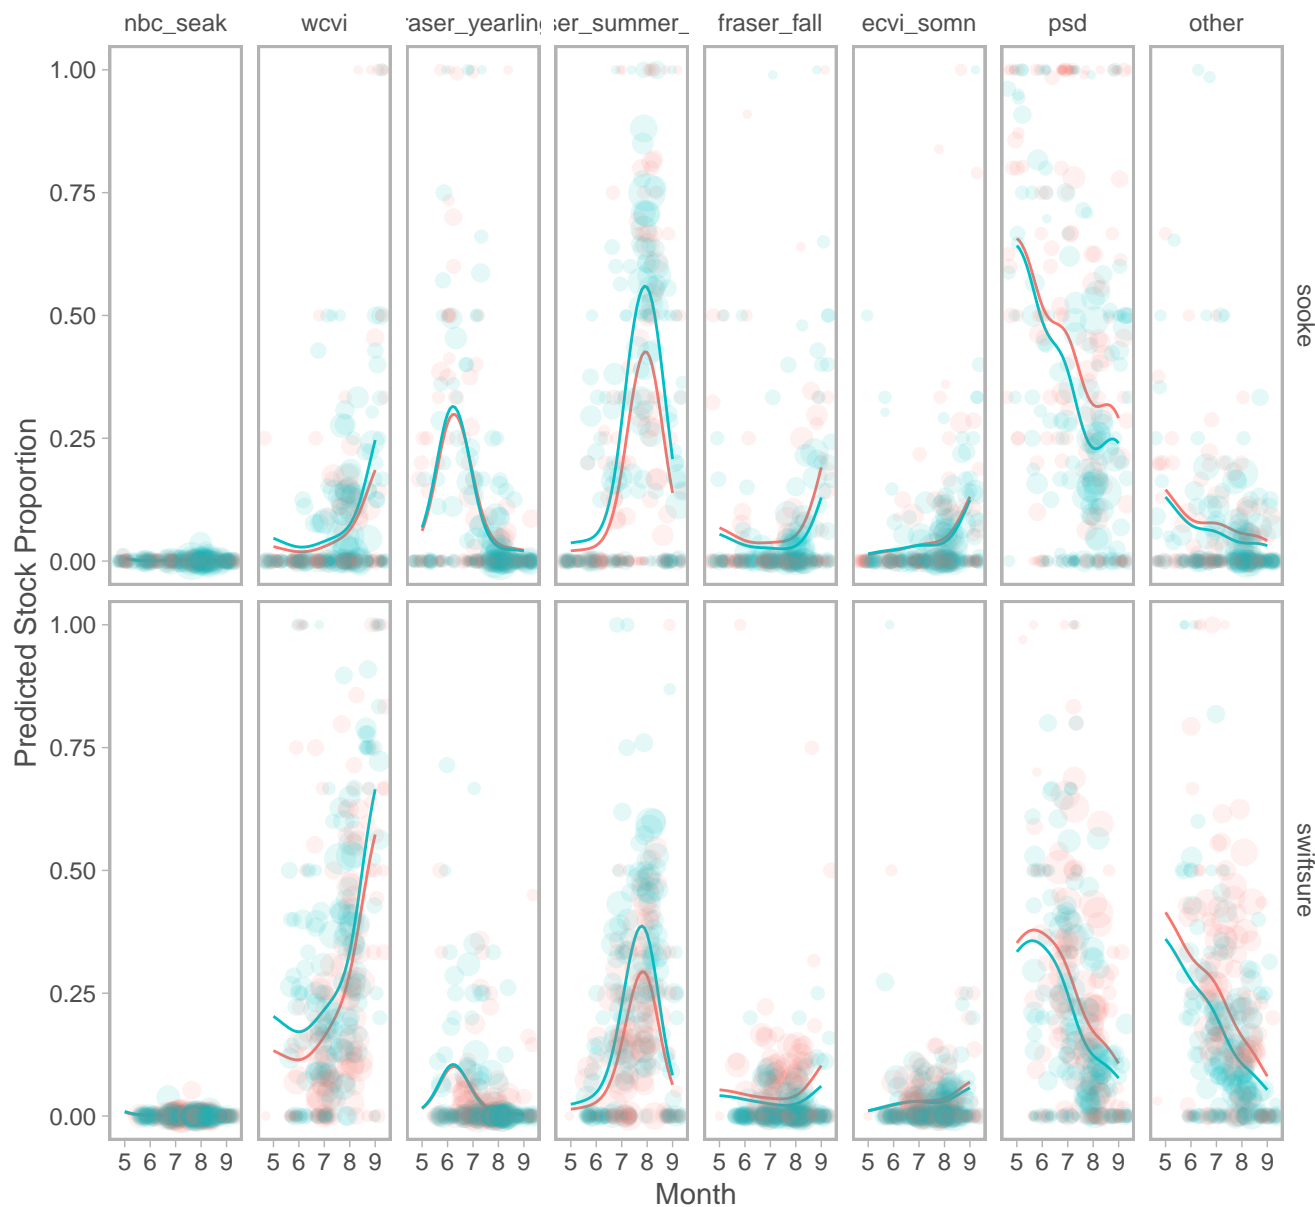 nbc_seak wcvi raser_yearling ser_summer_ fraser_fall ecvi_somn psd other
1.00
0.75
0.50
0.25
0.00
sooke
1.00
0.75
0.50
0.25
0.00
swiftsure
Predicted Stock Proportion
5 6 7 8 9 5 6 7 8 9 5 6 7 8 9 5 6 7 8 9 5 6 7 8 9 5 6 7 8 9 5 6 7 8 9 5 6 7 8 9
Month